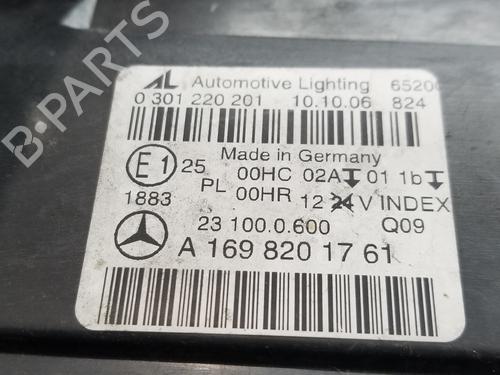 AL Automotive Lighting 6520
0 301 220 201 10.10.06 824
Made in Germany
E1 25 00HC 02A 01 1b
PL 00HR 12 24 V INDEX
1883
23 100.0.600 Q09
A 169 820 17 61
B-PARTS